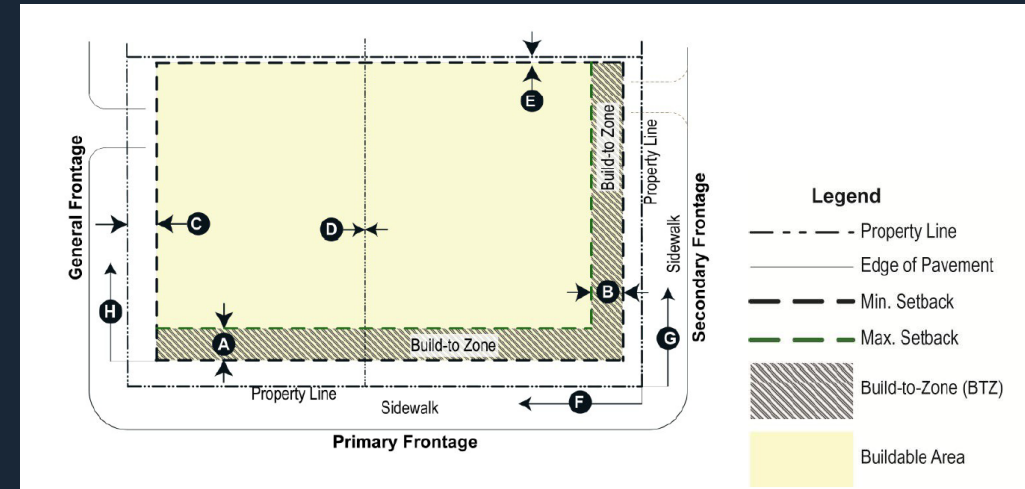 E
Build-to Zone
Property Line
General Frontage
C
D
Sidewalk
Secondary Frontage
B
H
A
Build-to Zone
G
Property Line
Sidewalk
F
Primary Frontage
Legend
Property Line
Edge of Pavement
Min. Setback
Max. Setback
Build-to-Zone (BTZ)
Buildable Area